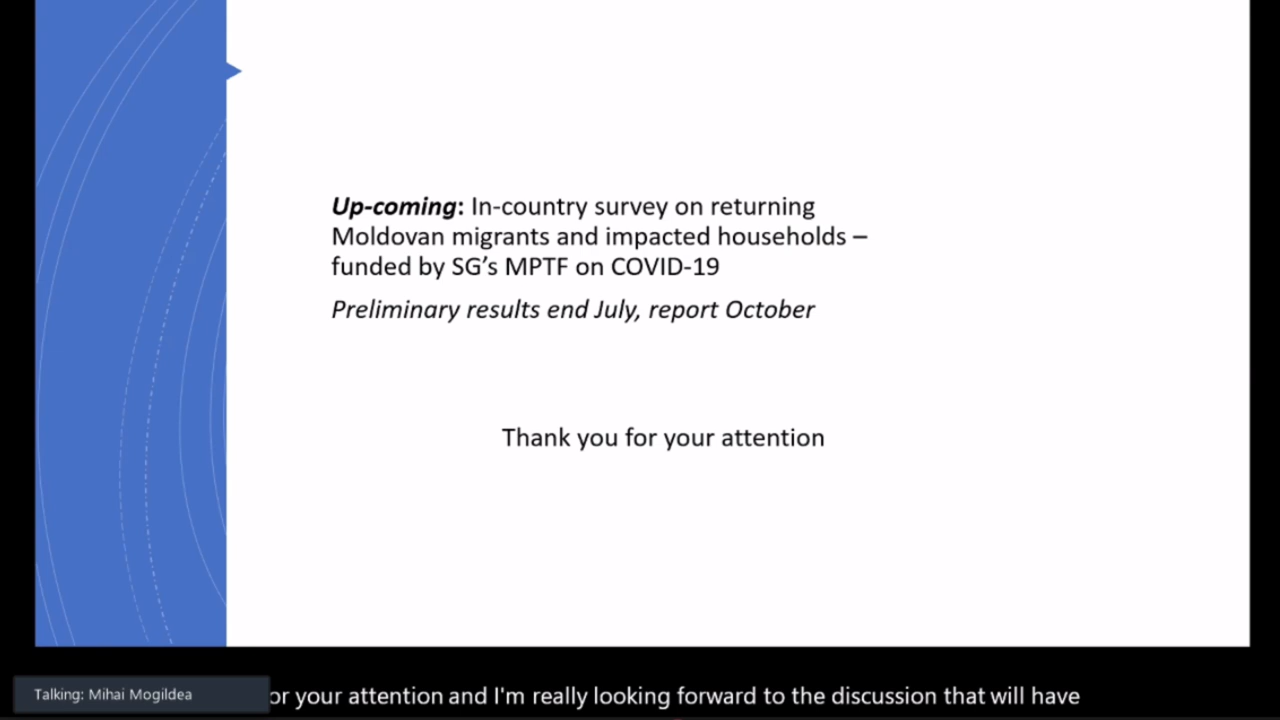 Up-coming: In-country survey on returning
Moldovan migrants and impacted households –
funded by SG's MPTF on COVID-19
Preliminary results end July, report October
Thank you for your attention
Talking: Mihai Mogildea
or your attention and I'm really looking forward to the discussion that will have